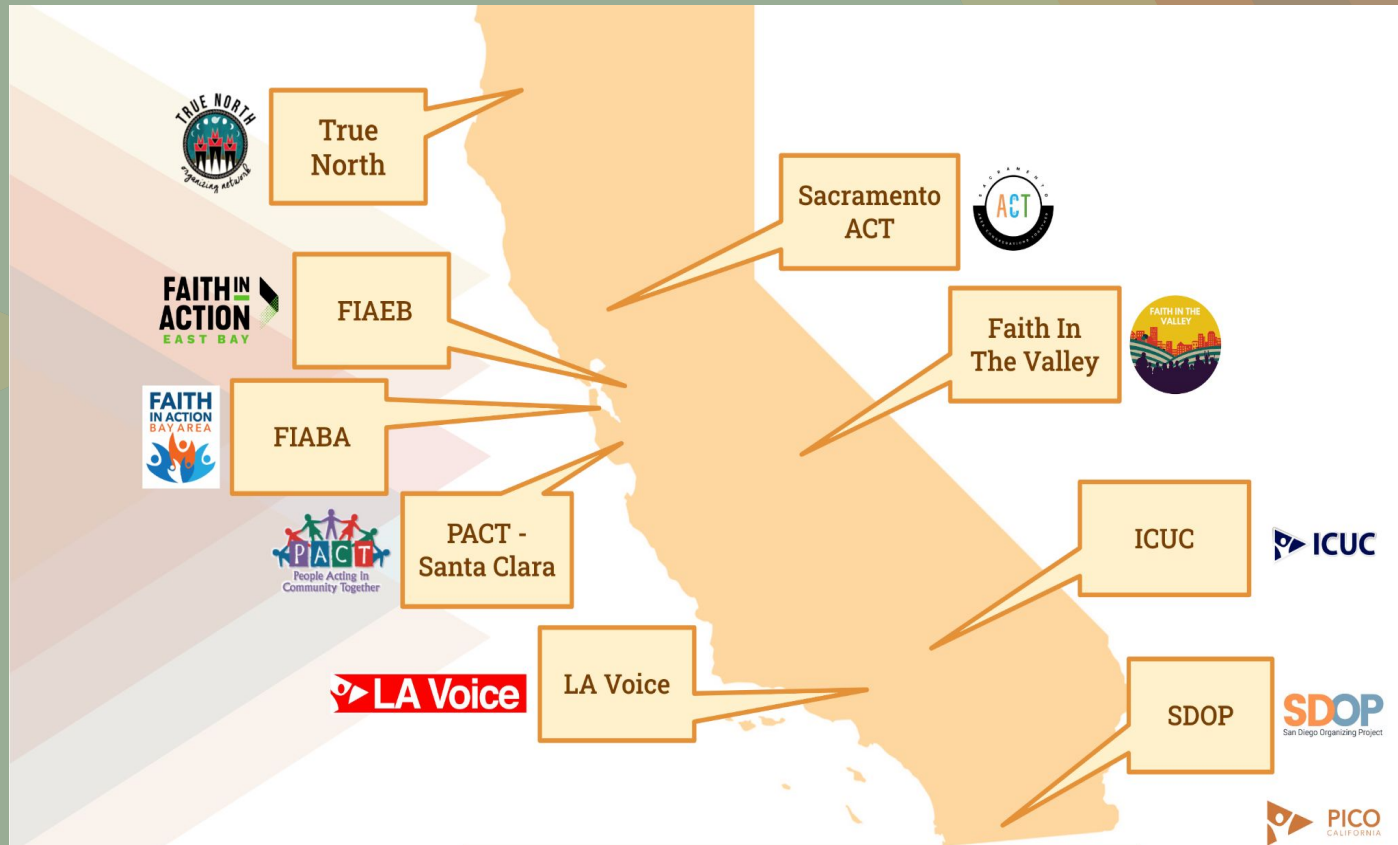 TRUE NORTH
organizing network
True
North
Sacramento
ACT
SACRAMENTO
ACT
FAITH IN
ACTION
EAST BAY
FIAEB
Faith In
The Valley
FAITH IN THE
VALLEY
FAITH
IN ACTION
BAY AREA
FIABA
PACT
People Acting In
Community Together
PACT -
Santa Clara
ICUC
ICUC
LA Voice
LA Voice
SDOP
SDOP
San Diego Organizing Project
PICO
CALIFORNIA